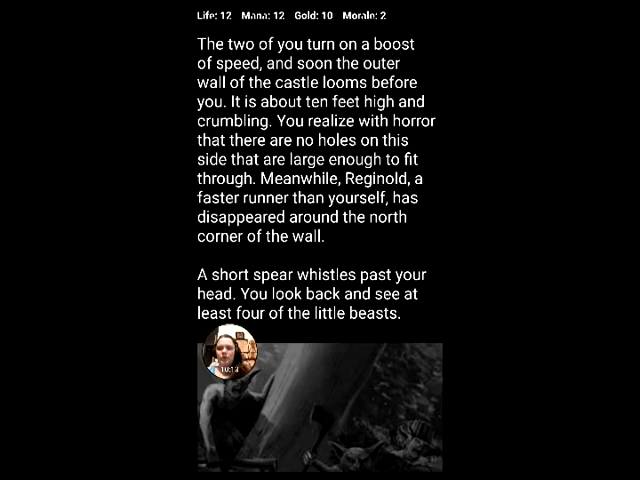 Life: 12 Mana: 12 Gold: 10 Morale: 2
The two of you turn on a boost
of speed, and soon the outer
wall of the castle looms before
you. It is about ten feet high and
crumbling. You realize with horror
that there are no holes on this
side that are large enough to fit
through. Meanwhile, Reginold, a
faster runner than yourself, has
disappeared around the north
corner of the wall.
A short spear whistles past your
head. You look back and see at
least four of the little beasts.